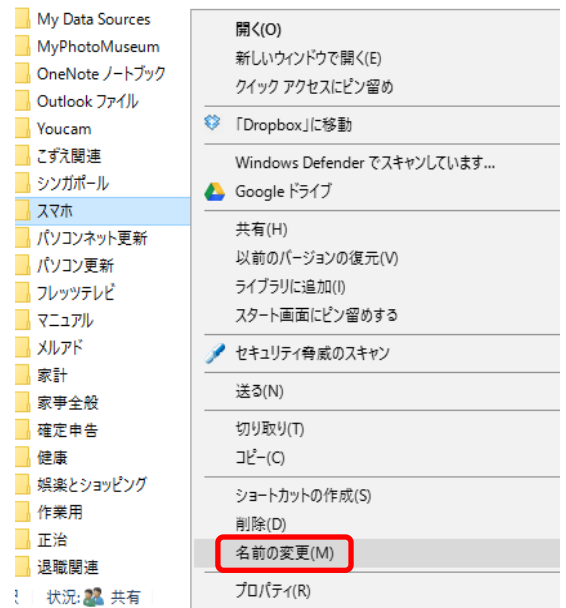 My Data Sources
MyPhotoMuseum
OneNote ノートブック
Outlook ファイル
Youcam
こずえ関連
シンガポール
スマホ
パソコンネット更新
パソコン更新
フレッツテレビ
マニュアル
メルアド
家計
家事全般
確定申告
健康
娯楽とショッピング
作業用
正治
退職関連
状況: 共有
開く(O)
新しいウィンドウで開く(E)
クイック アクセスにピン留め
「Dropbox」に移動
Windows Defender でスキャンしています...
Google ドライブ
共有(H)
以前のバージョンの復元(V)
ライブラリに追加(I)
スタート画面にピン留めする
セキュリティ脅威のスキャン
送る(N)
切り取り(T)
コピー(C)
ショートカットの作成(S)
削除(D)
名前の変更(M)
プロパティ(R)